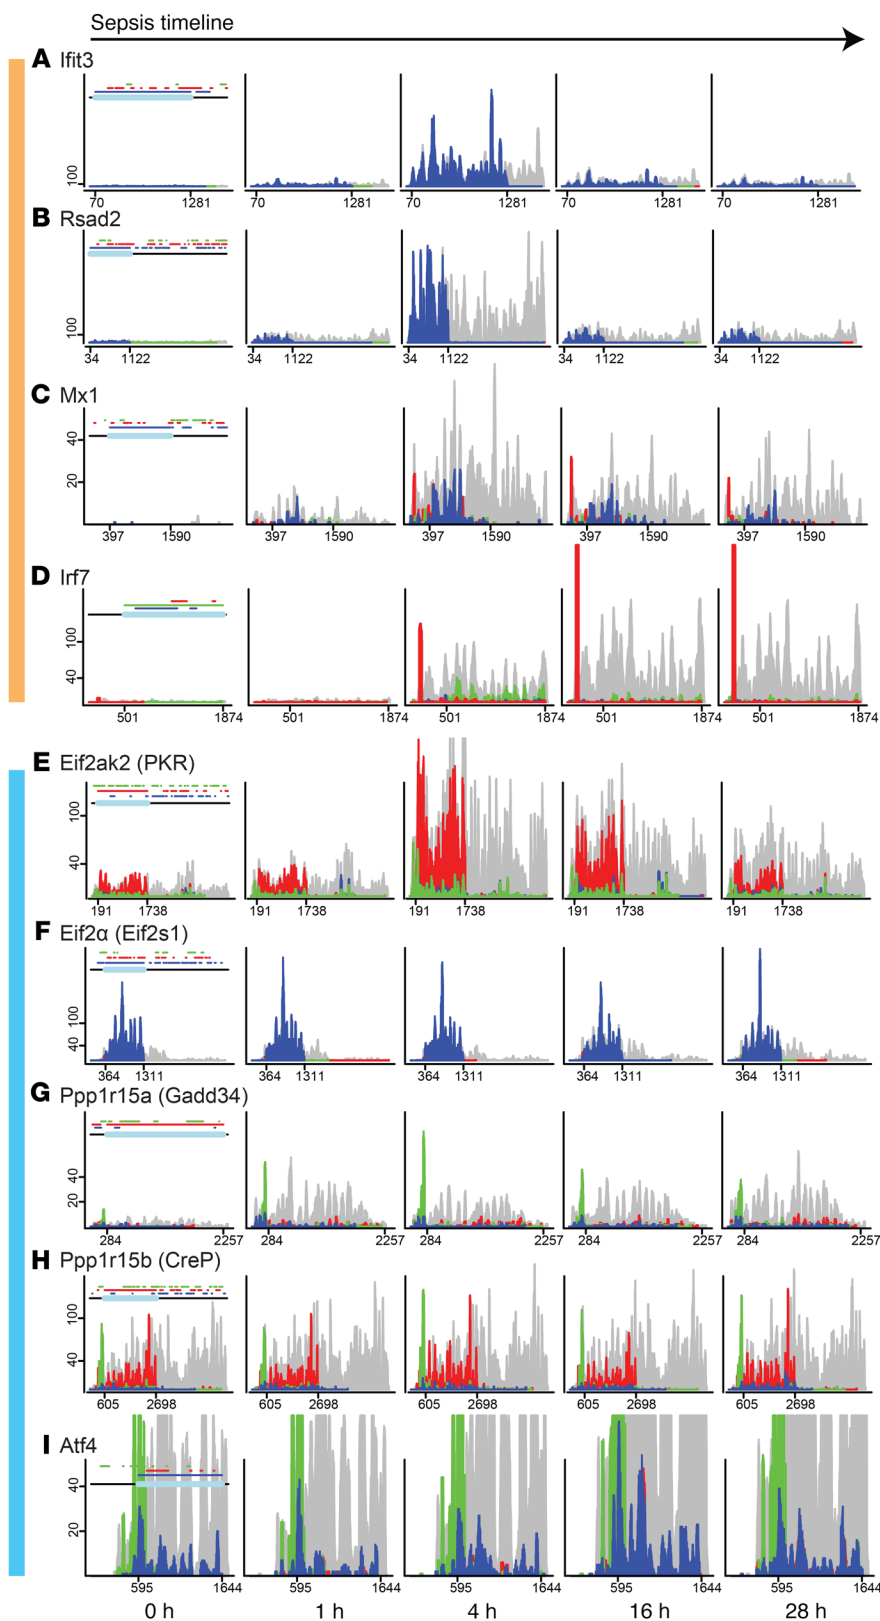 Sepsis timeline
A Ifit3
100
70 1281 70 1281 70 1281 70 1281 70 1281
B Rsad2
100
34 1122 34 1122 34 1122 34 1122 34 1122
C Mx1
40
20
397 1590 397 1590 397 1590 397 1590 397 1590
D Irf7
100
40
501 1874 501 1874 501 1874 501 1874 501 1874
E Eif2ak2 (PKR)
100
40
191 1738 191 1738 191 1738 191 1738 191 1738
F Eif2α (Eif2s1)
100
40
364 1311 364 1311 364 1311 364 1311 364 1311
G Ppp1r15a (Gadd34)
40
20
284 2257 284 2257 284 2257 284 2257 284 2257
H Ppp1r15b (CreP)
100
40
605 2698 605 2698 605 2698 605 2698 605 2698
I Atf4
40
20
595 1644 595 1644 595 1644 595 1644 595 1644
0 h 1 h 4 h 16 h 28 h